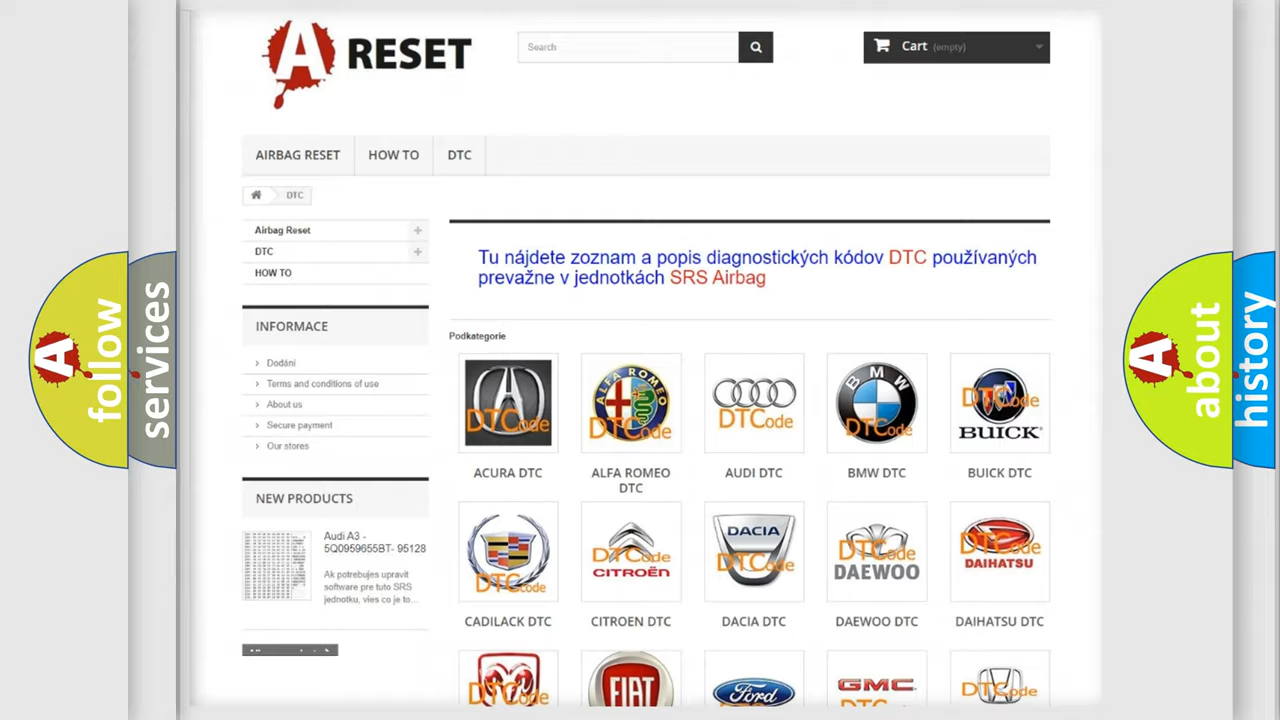 A RESET
Search
Cart (empty)
AIRBAG RESET
HOW TO
DTC
DTC
Airbag Reset
DTC
HOW TO
INFORMACE
Dodání
Terms and conditions of use
About us
Secure payment
Our stores
NEW PRODUCTS
Audi A3 -
5Q0959655BT- 95128
Ak potrebujes upravit
software pre tuto SRS
jednotku, vies co je to...
Tu nájdete zoznam a popis diagnostických kódov DTC používaných
prevažne v jednotkách SRS Airbag
Podkategorie
DTCode
ACURA DTC
ALFA ROMEO
DTCode
ALFA ROMEO
DTC
DTCode
AUDI DTC
BMW
DTCode
BMW DTC
DTCode
BUICK
BUICK DTC
DTCode
CADILACK DTC
DTCode
CITROËN
CITROEN DTC
DACIA
DTCode
DACIA DTC
DTCode
DAEWOO
DAEWOO DTC
DTCode
DAIHATSU
DAIHATSU DTC
DTCode
FIAT
Ford
GMC
DTCode
A follow
services
A about
history